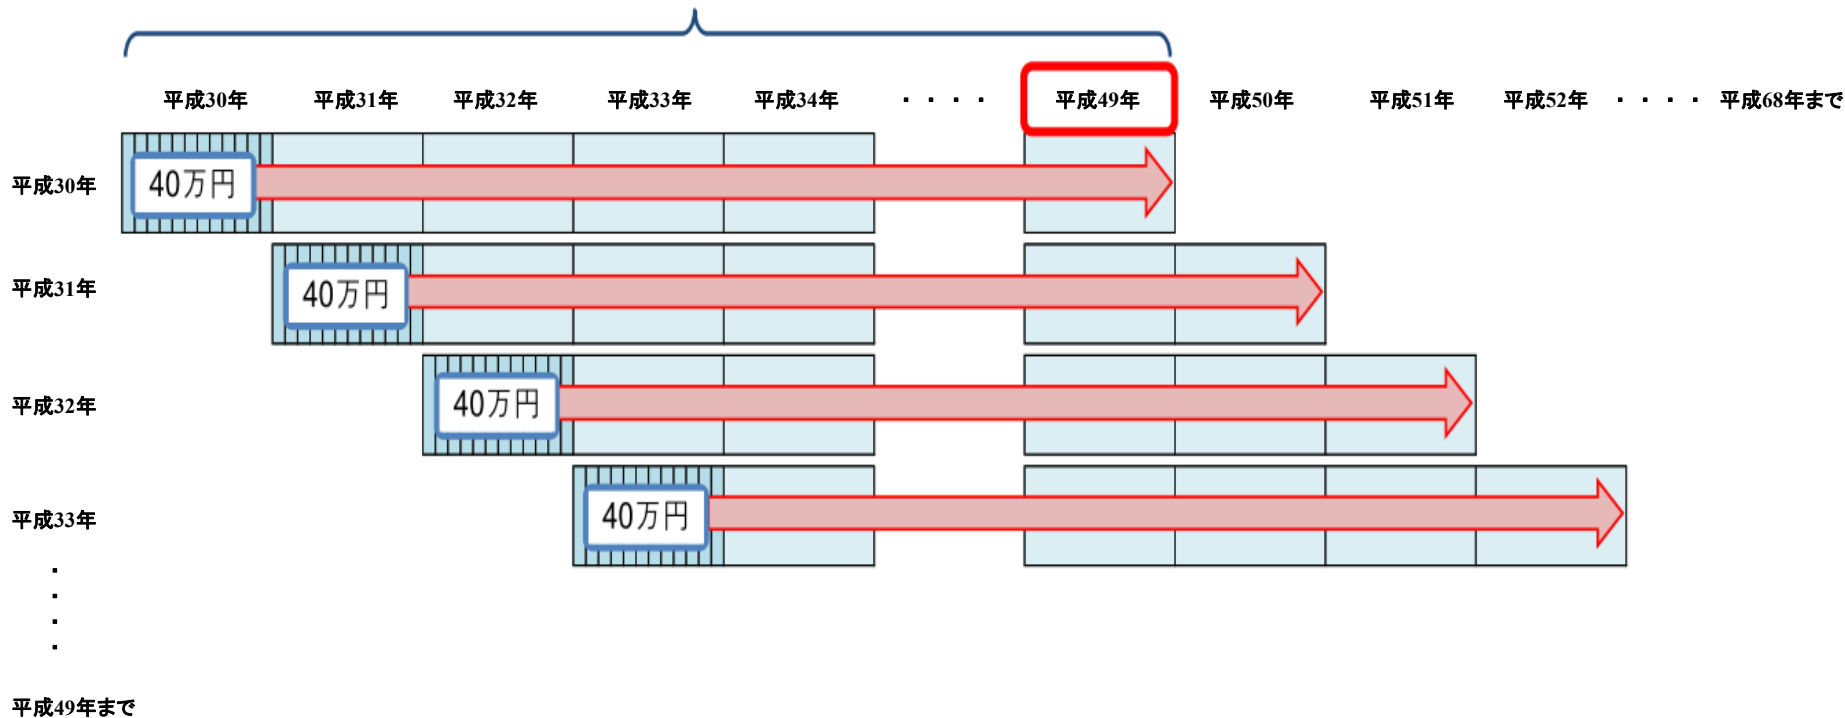 平成30年 平成31年 平成32年 平成33年 平成34年 ・・・・ 平成49年 平成50年 平成51年 平成52年 ・・・・ 平成68年まで
平成30年 40万円
平成31年 40万円
平成32年 40万円
平成33年 40万円
・
・
・
・
平成49年まで